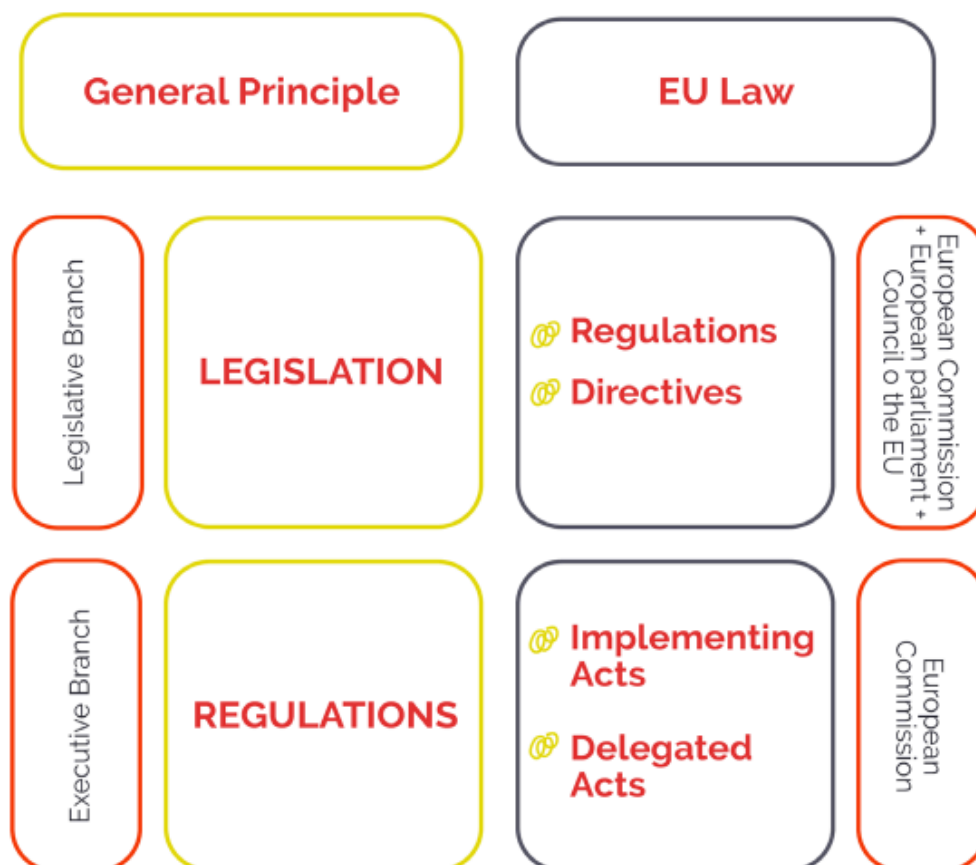 General Principle
EU Law
Legislative Branch
LEGISLATION
Regulations
Directives
European Commission
+ European parliament +
Council o the EU
Executive Branch
REGULATIONS
Implementing
Acts
Delegated
Acts
European
Commission